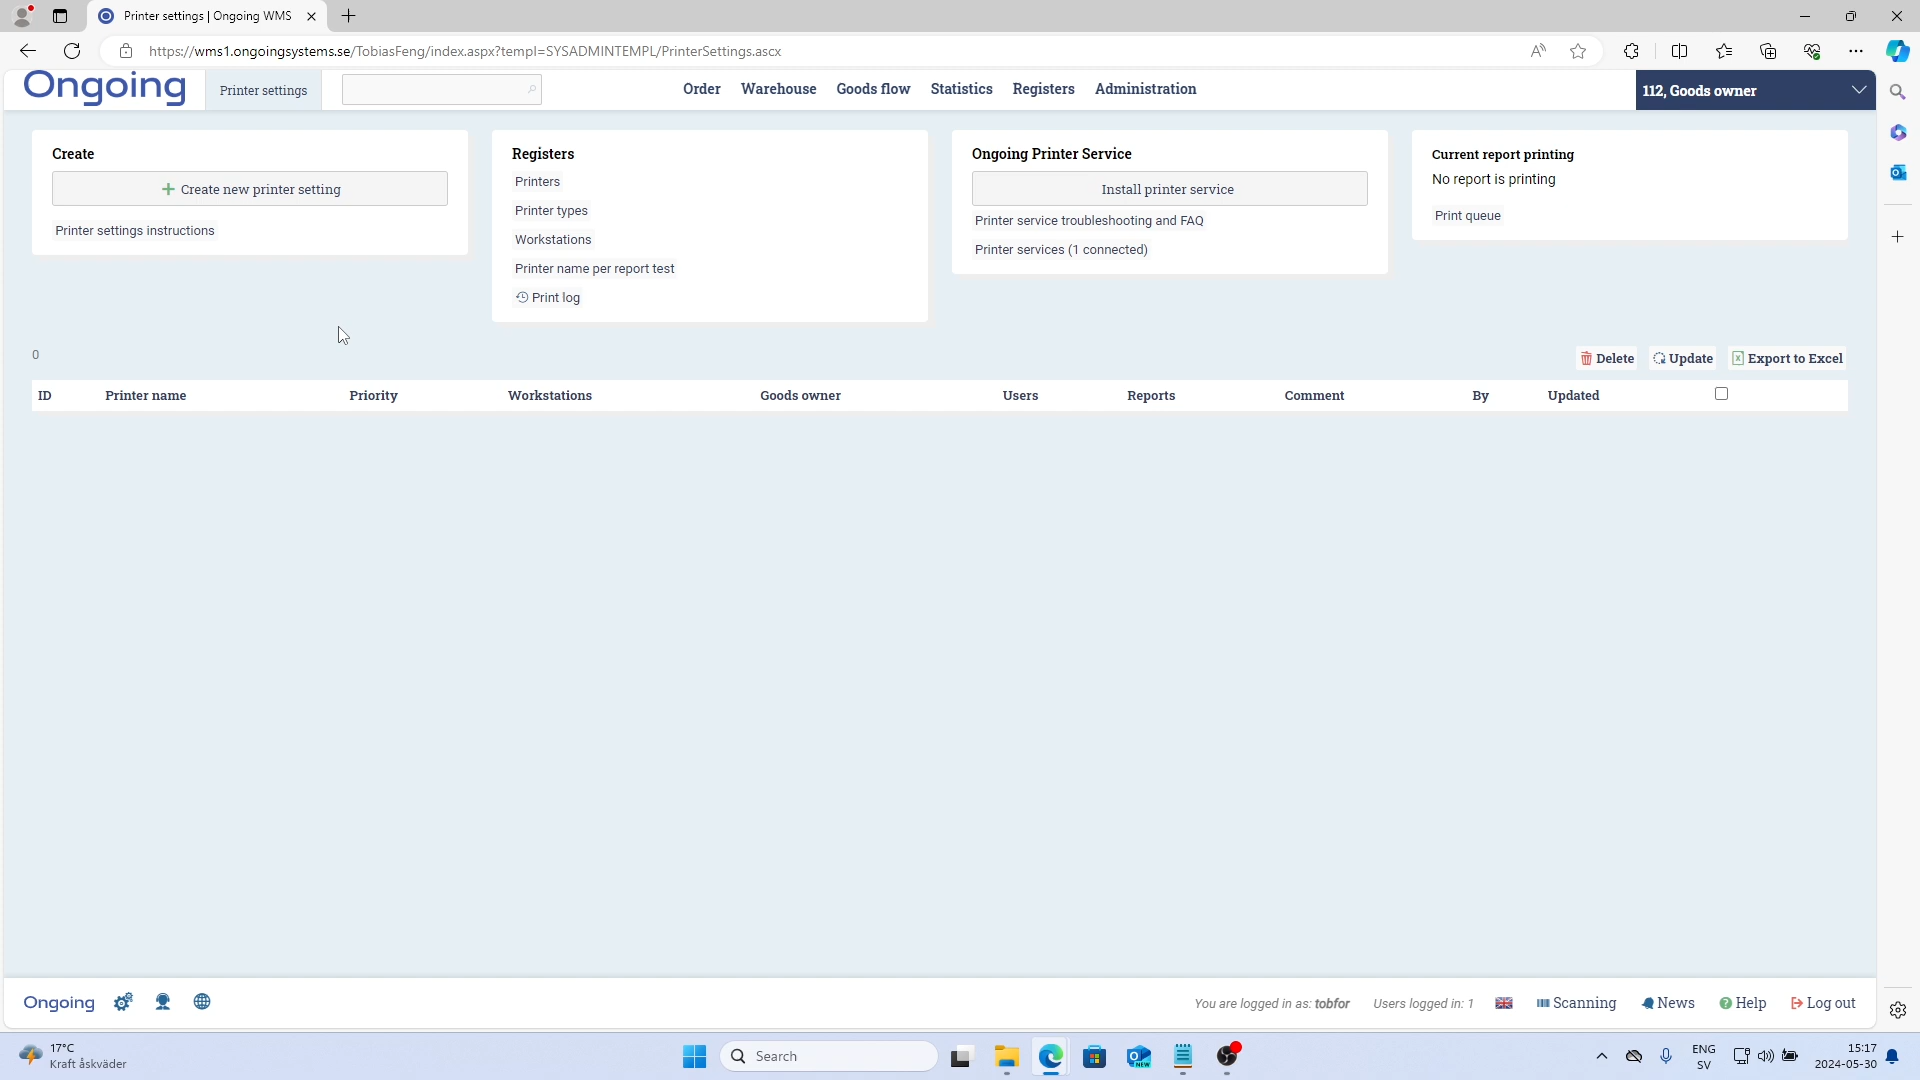 Printer settings | Ongoing WMS
https://wms1.ongoingsystems.se/TobiasFeng/index.aspx?templ=SYSADMINTEMPL/PrinterSettings.ascx
Ongoing
Printer settings
Order
Warehouse
Goods flow
Statistics
Registers
Administration
112, Goods owner
Create
Create new printer setting
Printer settings instructions
Registers
Printers
Printer types
Workstations
Printer name per report test
Print log
Ongoing Printer Service
Install printer service
Printer service troubleshooting and FAQ
Printer services (1 connected)
Current report printing
No report is printing
Print queue
0
Delete
Update
Export to Excel
ID Printer name Priority Workstations Goods owner Users Reports Comment By Updated
Ongoing
You are logged in as: tobfor
Users logged in: 1
Scanning
News
Help
Log out
17°C
Kraft åskväder
Search
NEW
ENG
SV
15:17
2024-05-30